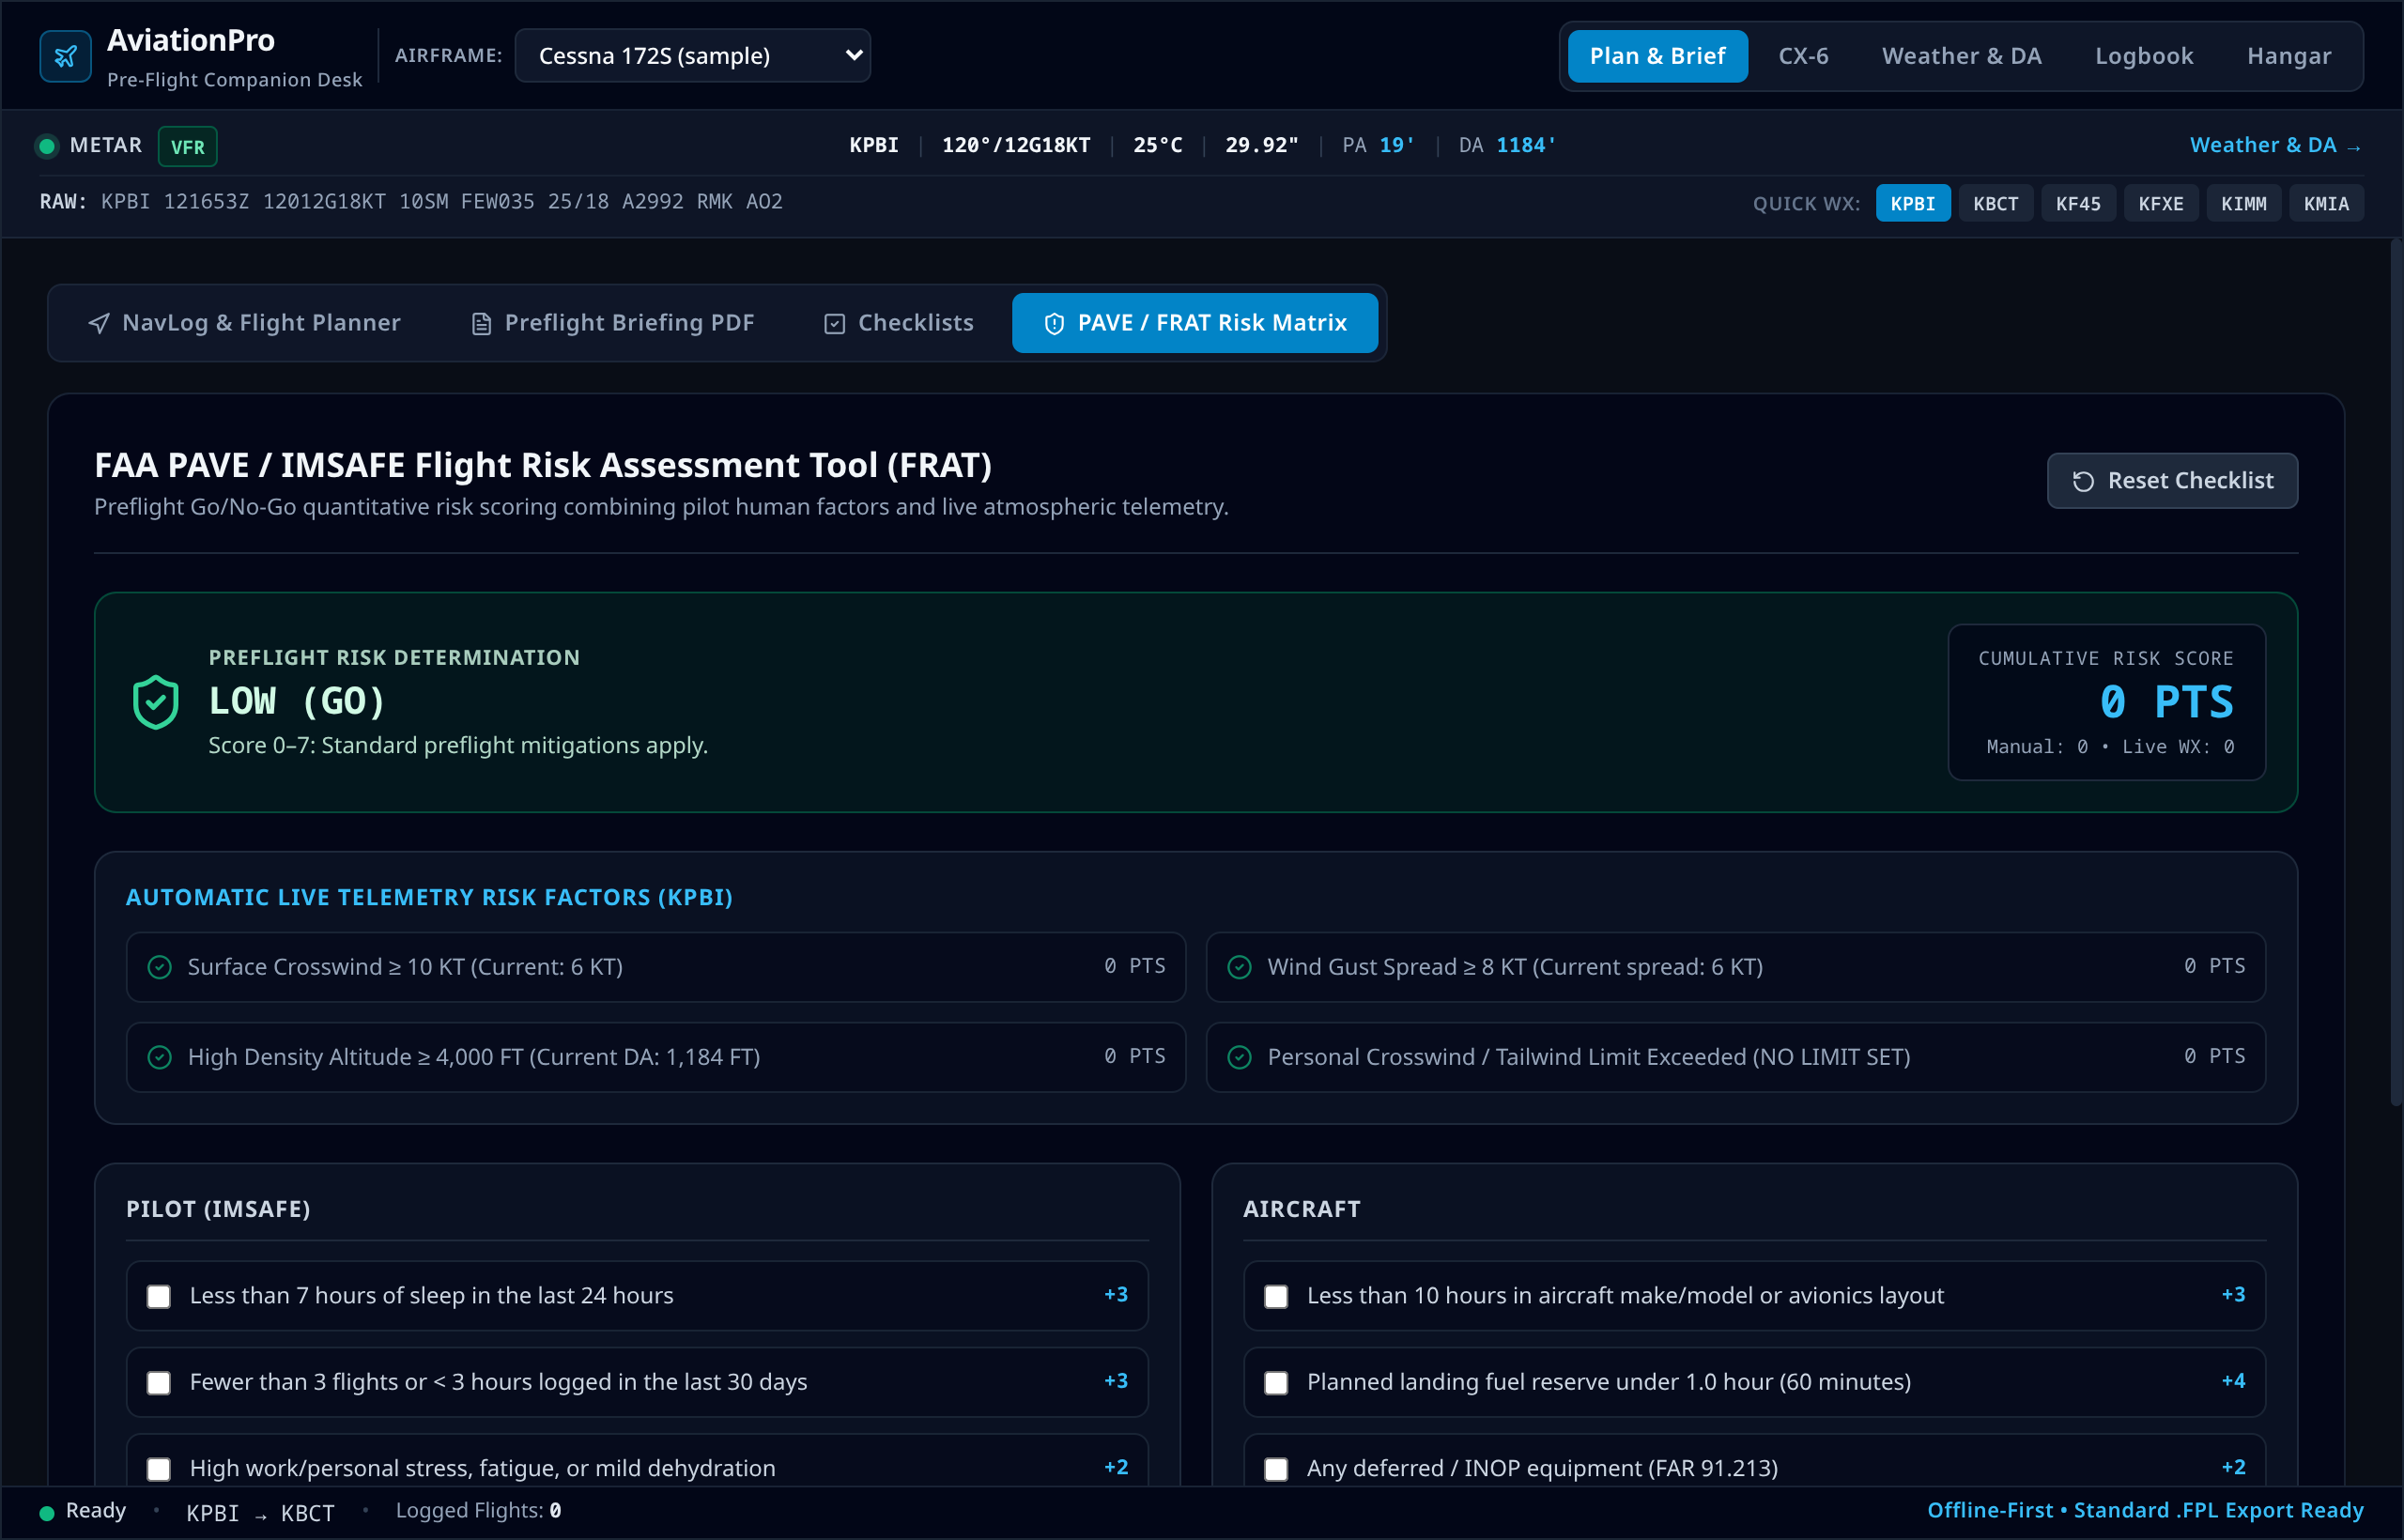 AviationPro
Pre-Flight Companion Desk
AIRFRAME:
Cessna 172S (sample)
Plan & Brief
CX-6
Weather & DA
Logbook
Hangar
METAR
VFR
KPBI | 120°/12G18KT | 25°C | 29.92" | PA 19' | DA 1184'
Weather & DA →
RAW: KPBI 121653Z 12012G18KT 10SM FEW035 25/18 A2992 RMK AO2
QUICK WX:
KPBI
KBCT
KF45
KFXE
KIMM
KMIA
NavLog & Flight Planner
Preflight Briefing PDF
Checklists
PAVE / FRAT Risk Matrix
FAA PAVE / IMSAFE Flight Risk Assessment Tool (FRAT)
Preflight Go/No-Go quantitative risk scoring combining pilot human factors and live atmospheric telemetry.
Reset Checklist
PREFLIGHT RISK DETERMINATION
LOW (GO)
Score 0–7: Standard preflight mitigations apply.
CUMULATIVE RISK SCORE
0 PTS
Manual: 0 • Live WX: 0
AUTOMATIC LIVE TELEMETRY RISK FACTORS (KPBI)
Surface Crosswind ≥ 10 KT (Current: 6 KT)
0 PTS
Wind Gust Spread ≥ 8 KT (Current spread: 6 KT)
0 PTS
High Density Altitude ≥ 4,000 FT (Current DA: 1,184 FT)
0 PTS
Personal Crosswind / Tailwind Limit Exceeded (NO LIMIT SET)
0 PTS
PILOT (IMSAFE)
Less than 7 hours of sleep in the last 24 hours
+3
Fewer than 3 flights or < 3 hours logged in the last 30 days
+3
High work/personal stress, fatigue, or mild dehydration
+2
AIRCRAFT
Less than 10 hours in aircraft make/model or avionics layout
+3
Planned landing fuel reserve under 1.0 hour (60 minutes)
+4
Any deferred / INOP equipment (FAR 91.213)
+2
Ready • KPBI → KBCT • Logged Flights: 0
Offline-First • Standard .FPL Export Ready